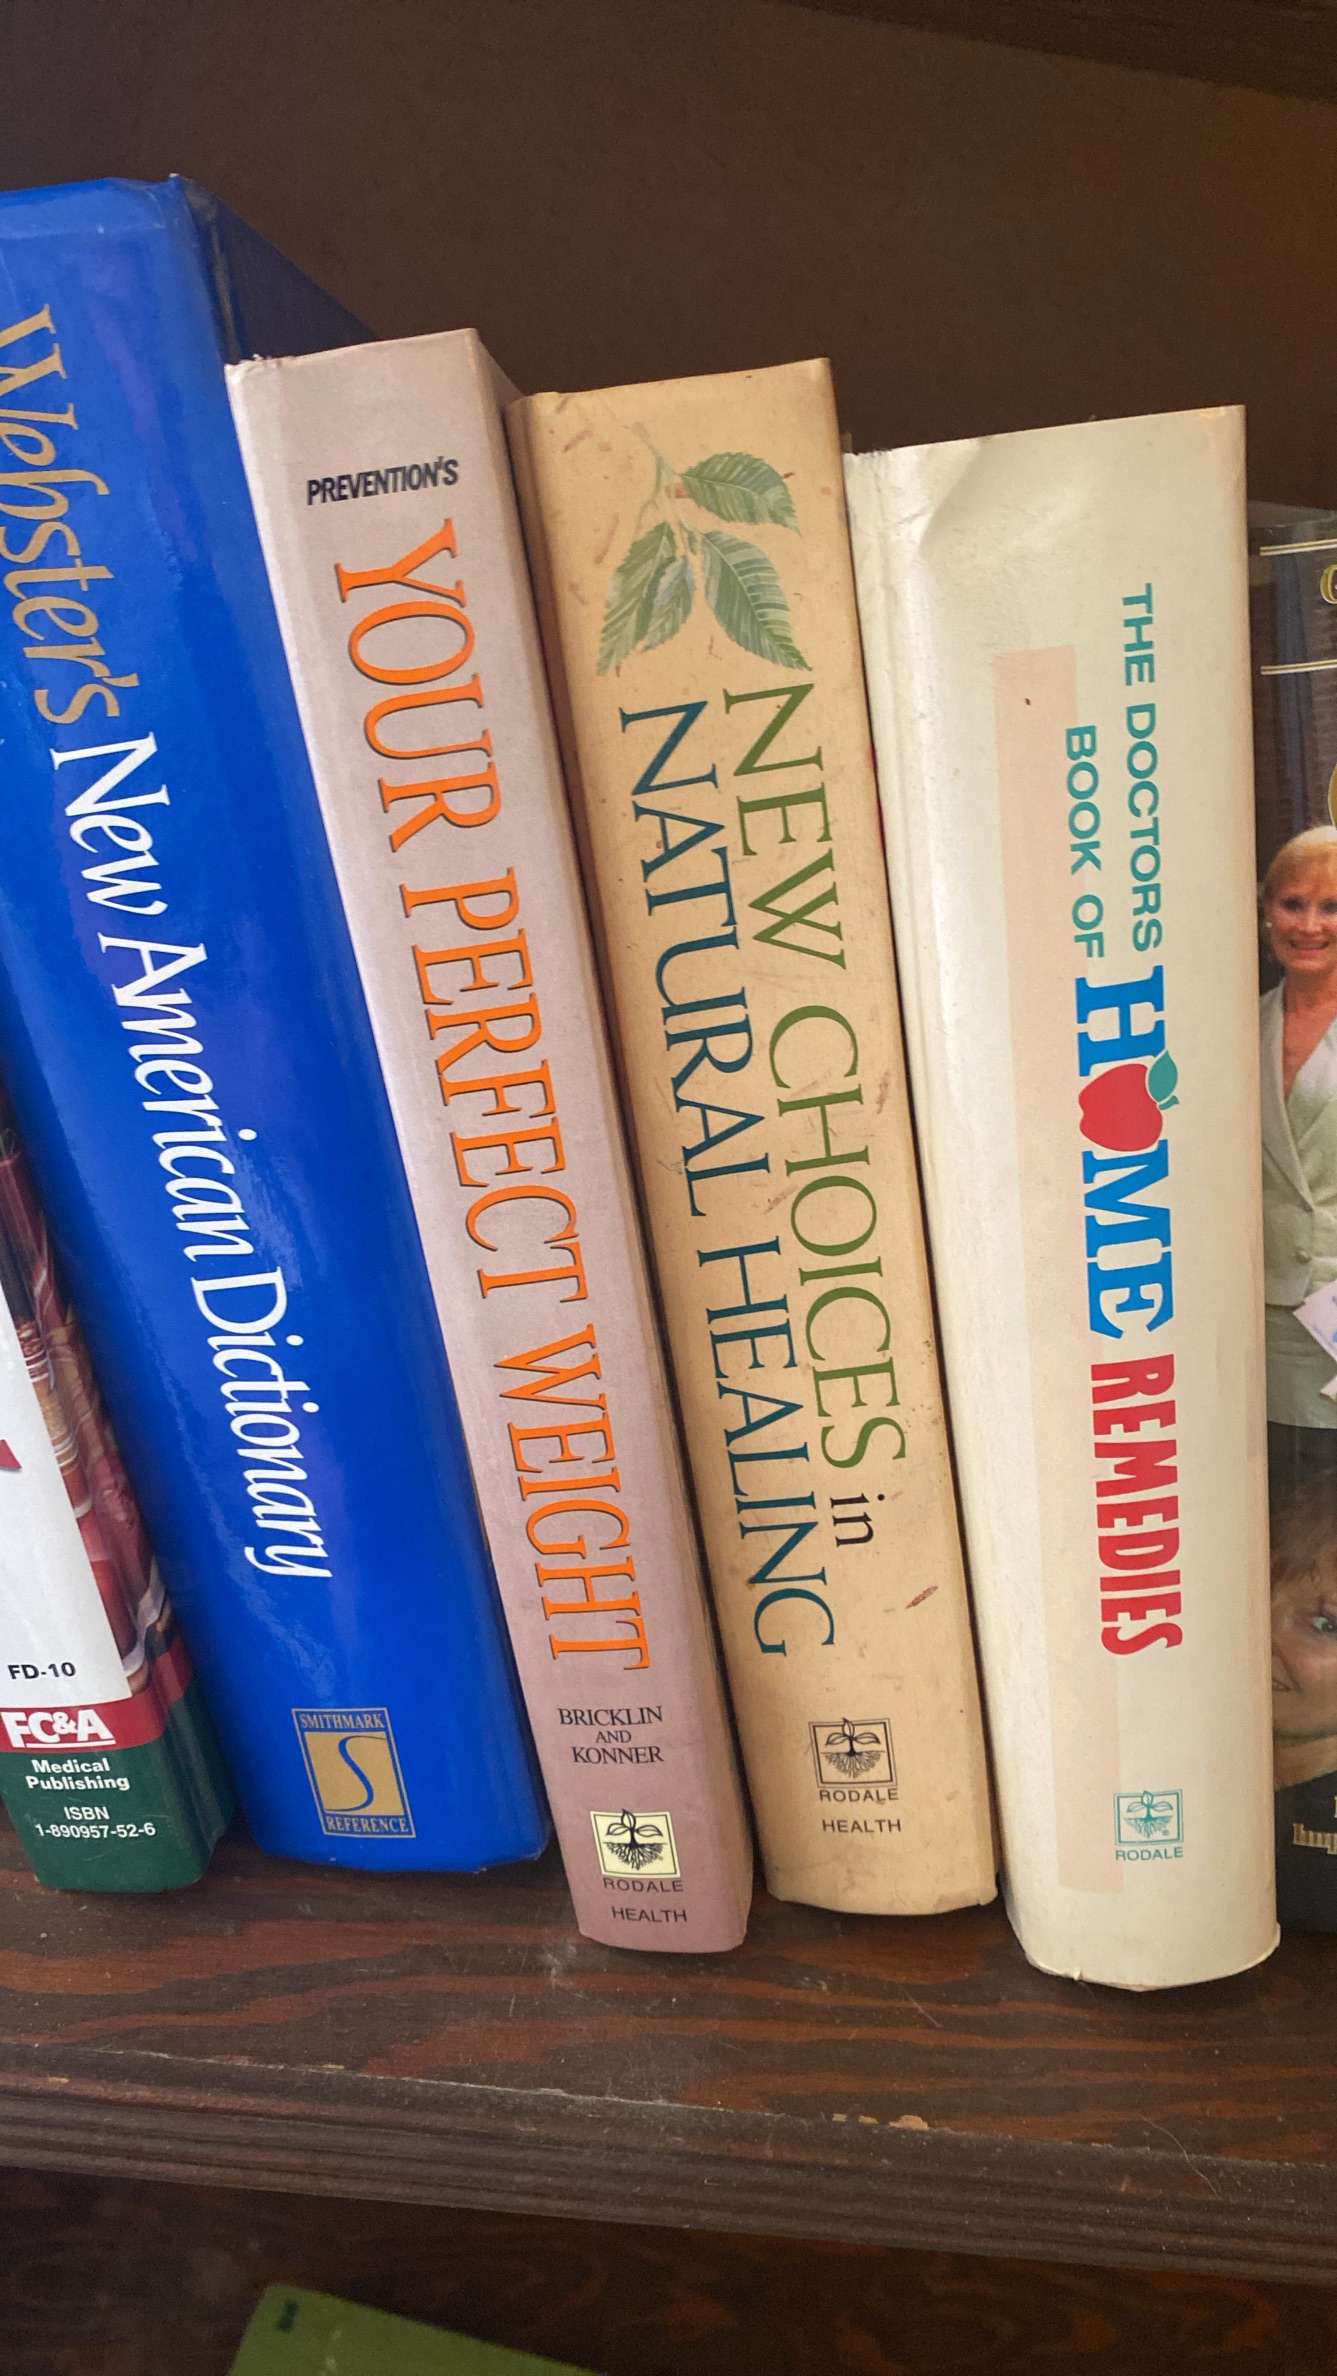 FD-10
FC&A
Medical
Publishing
ISBN
1-890957-52-6
Webster's New American Dictionary
SMITHMARK
S
REFERENCE
PREVENTION'S
YOUR PERFECT WEIGHT
BRICKLIN
AND
KONNER
RODALE
HEALTH
NEW CHOICES in
NATURAL HEALING
RODALE
HEALTH
THE DOCTORS
BOOK OF
HOME REMEDIES
RODALE